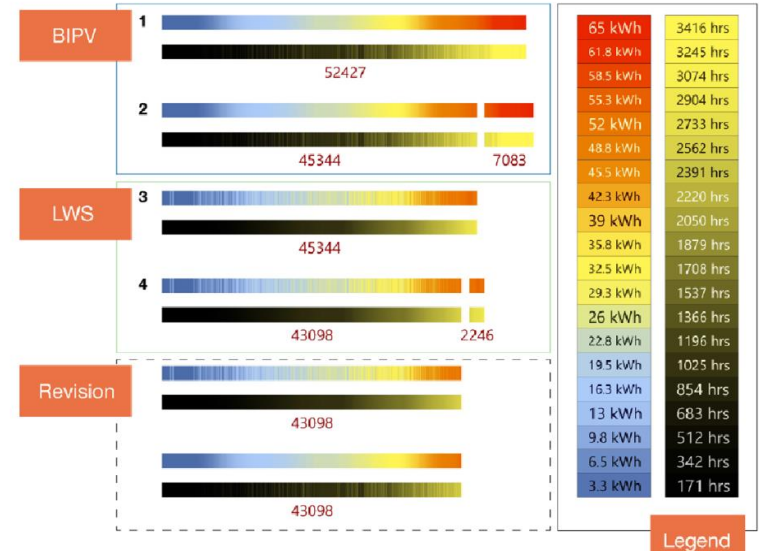 BIPV
1
52427
2
45344 7083
LWS
3
45344
4
43098 2246
Revision
43098
43098
65 kWh 3416 hrs
61.8 kWh 3245 hrs
58.5 kWh 3074 hrs
55.3 kWh 2904 hrs
52 kWh 2733 hrs
48.8 kWh 2562 hrs
45.5 kWh 2391 hrs
42.3 kWh 2220 hrs
39 kWh 2050 hrs
35.8 kWh 1879 hrs
32.5 kWh 1708 hrs
29.3 kWh 1537 hrs
26 kWh 1366 hrs
22.8 kWh 1196 hrs
19.5 kWh 1025 hrs
16.3 kWh 854 hrs
13 kWh 683 hrs
9.8 kWh 512 hrs
6.5 kWh 342 hrs
3.3 kWh 171 hrs
Legend